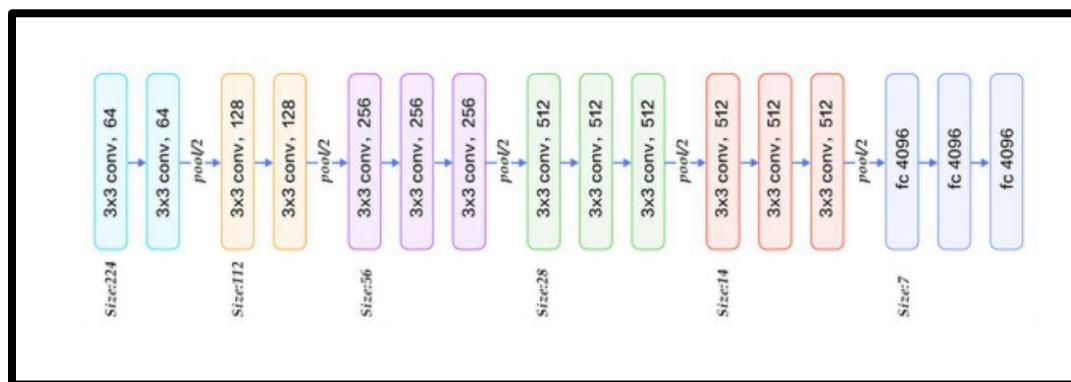 3x3 conv, 64
3x3 conv, 64
pool/2
3x3 conv, 128
3x3 conv, 128
pool/2
3x3 conv, 256
3x3 conv, 256
3x3 conv, 256
pool/2
3x3 conv, 512
3x3 conv, 512
3x3 conv, 512
pool/2
3x3 conv, 512
3x3 conv, 512
3x3 conv, 512
pool/2
fc 4096
fc 4096
fc 4096
Size:224
Size:112
Size:56
Size:28
Size:14
Size:7